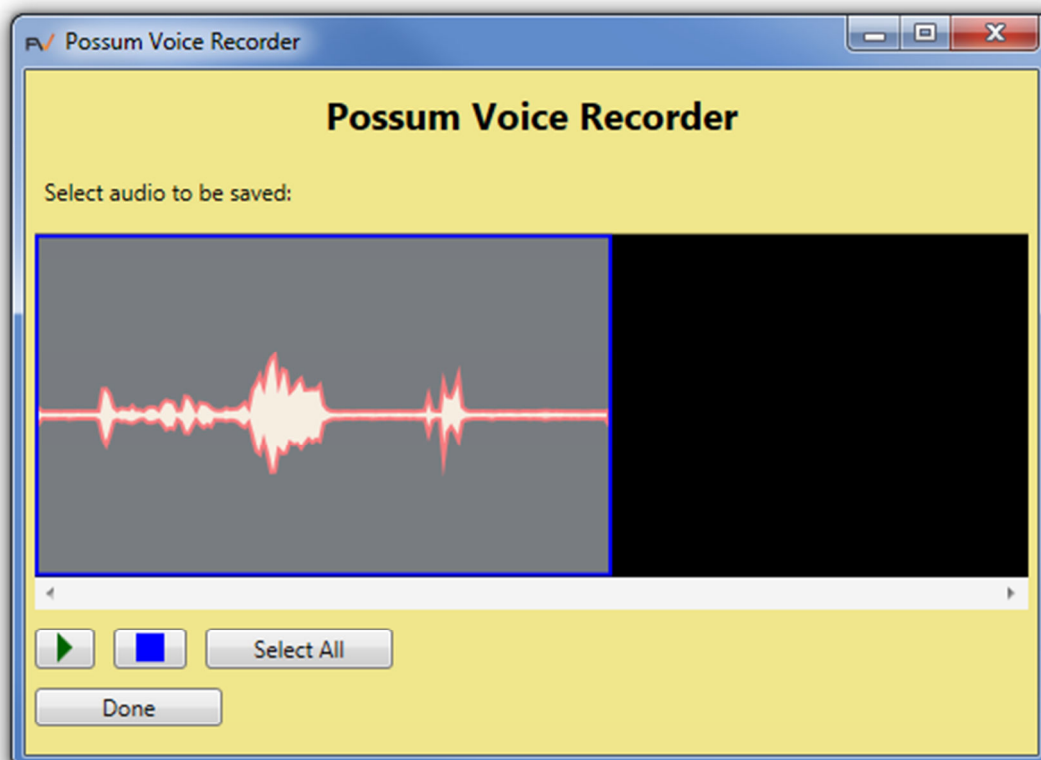 Possum Voice Recorder
Possum Voice Recorder
Select audio to be saved:
Select All
Done